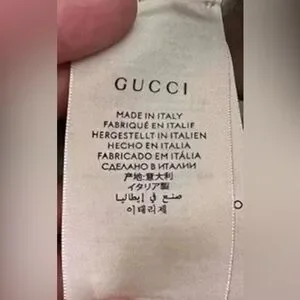 GUCCI
MADE IN ITALY
FABRIQUÉ EN ITALIE
HERGESTELLT IN ITALIEN
HECHO EN ITALIA
FABRICADO EM ITÁLIA
СДЕЛАНО В ИТАЛИИ
产地:意大利
イタリア製
صنع في إيطاليا
이태리제